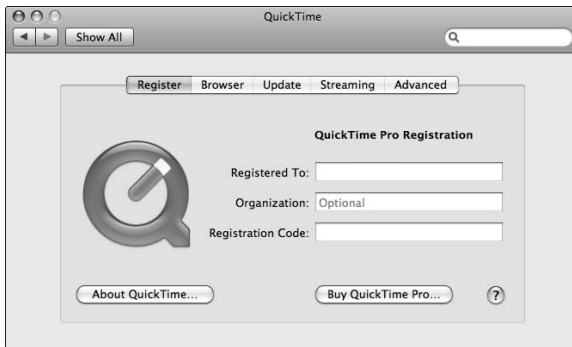 QuickTime
Show All
Register Browser Update Streaming Advanced
QuickTime Pro Registration
Registered To:
Organization: Optional
Registration Code:
About QuickTime... Buy QuickTime Pro... ?